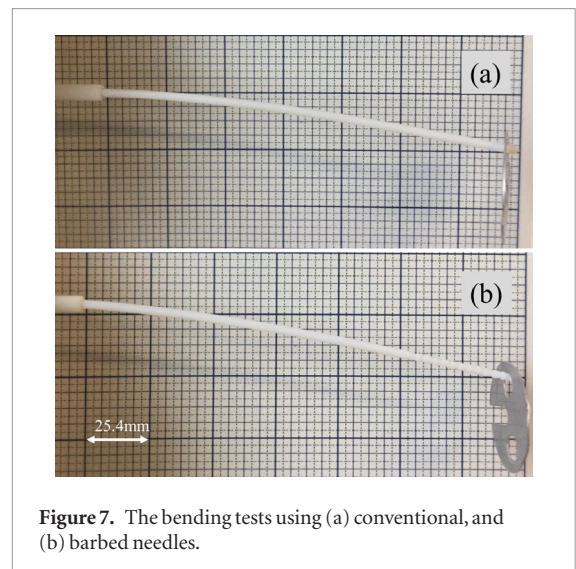 (a)
(b)
25.4mm
Figure 7. The bending tests using (a) conventional, and
(b) barbed needles.